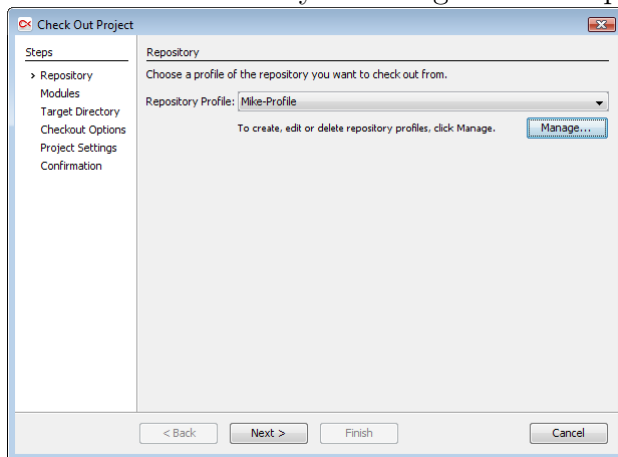 Check Out Project
Steps
> Repository
Modules
Target Directory
Checkout Options
Project Settings
Confirmation
Repository
Choose a profile of the repository you want to check out from.
Repository Profile: Mike-Profile
To create, edit or delete repository profiles, click Manage.
Manage...
< Back
Next >
Finish
Cancel